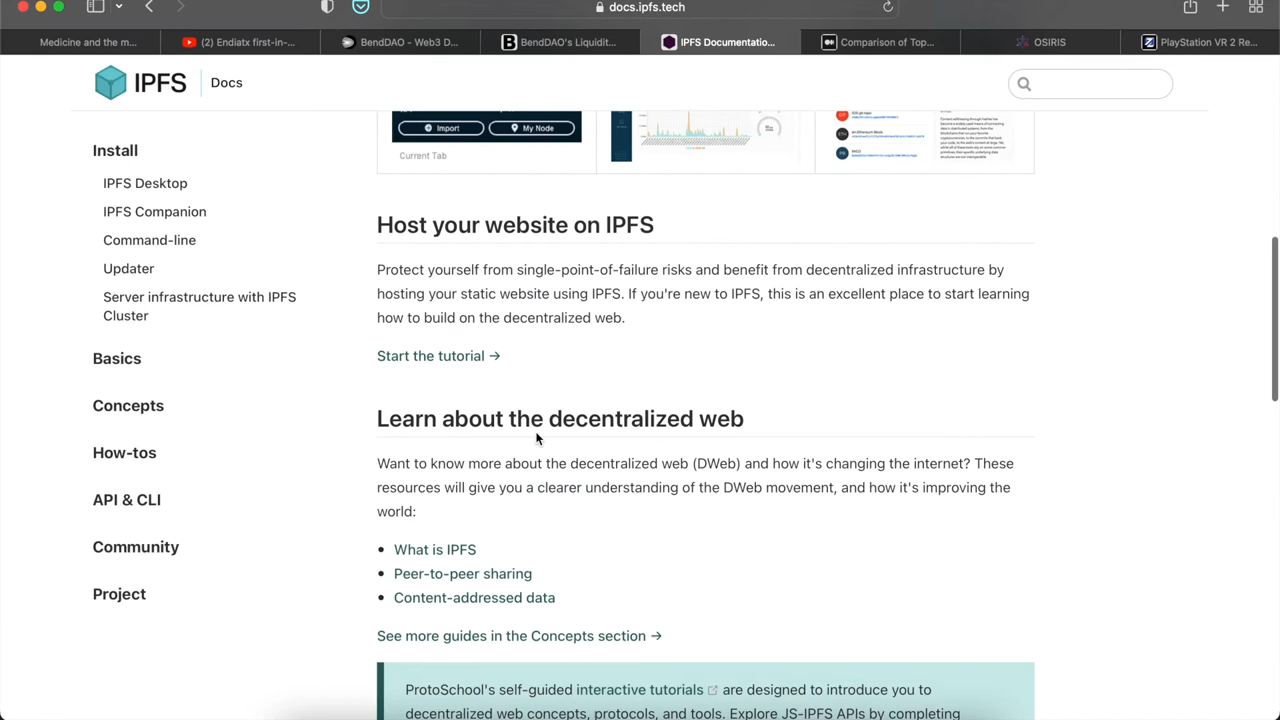 docs.ipfs.tech
Medicine and the m...
(2) Endiatx first-in-...
BendDAO - Web3 D...
BendDAO's Liquidit...
IPFS Documentatio...
Comparison of Top...
OSIRIS
PlayStation VR 2 Re...
IPFS
Docs
Import
My Node
Current Tab
Install
IPFS Desktop
IPFS Companion
Command-line
Updater
Server infrastructure with IPFS
Cluster
Basics
Concepts
How-tos
API & CLI
Community
Project
Host your website on IPFS
Protect yourself from single-point-of-failure risks and benefit from decentralized infrastructure by
hosting your static website using IPFS. If you're new to IPFS, this is an excellent place to start learning
how to build on the decentralized web.
Start the tutorial →
Learn about the decentralized web
Want to know more about the decentralized web (DWeb) and how it's changing the internet? These
resources will give you a clearer understanding of the DWeb movement, and how it's improving the
world:
• What is IPFS
• Peer-to-peer sharing
• Content-addressed data
See more guides in the Concepts section →
ProtoSchool's self-guided interactive tutorials are designed to introduce you to
decentralized web concepts, protocols, and tools. Explore JS-IPFS APIs by completing